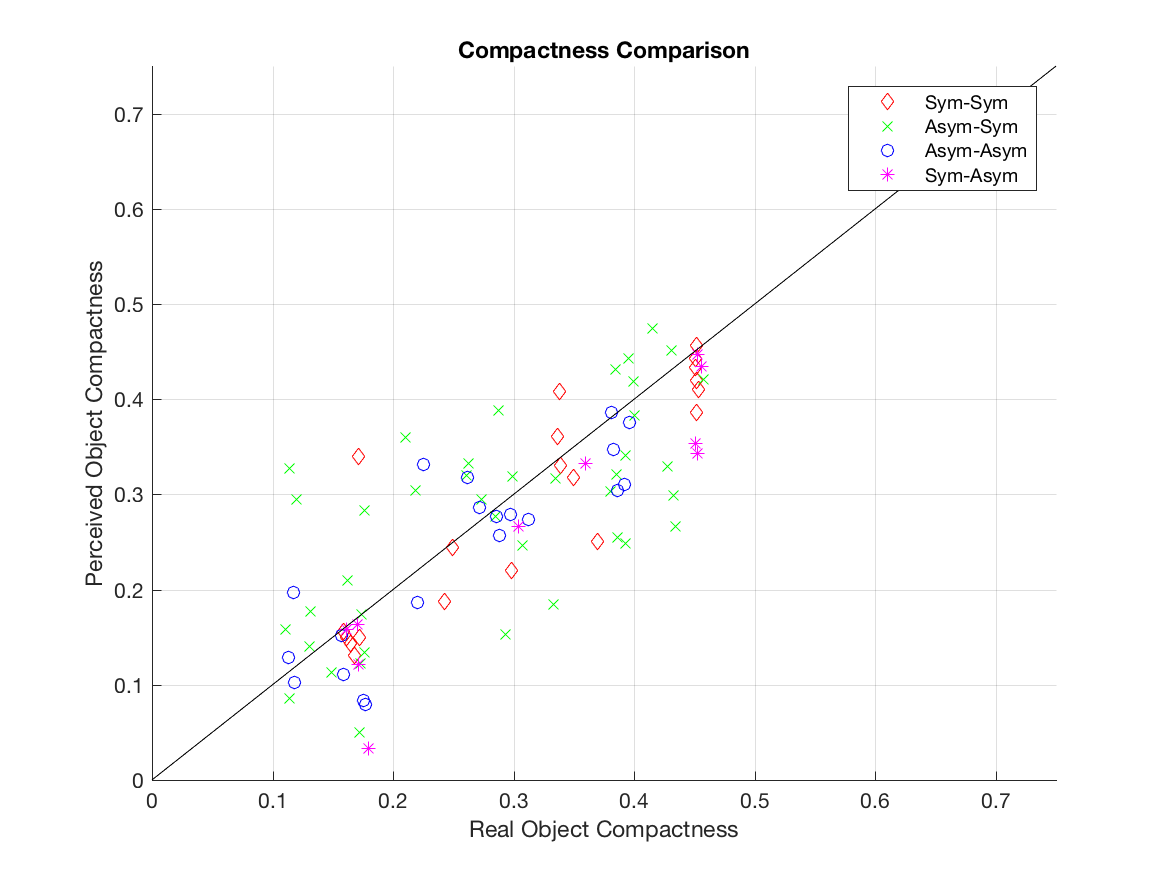 Compactness Comparison
Sym-Sym
Asym-Sym
Asym-Asym
Sym-Asym
0.7
0.6
0.5
0.4
0.3
0.2
0.1
0
Perceived Object Compactness
0 0.1 0.2 0.3 0.4 0.5 0.6 0.7
Real Object Compactness